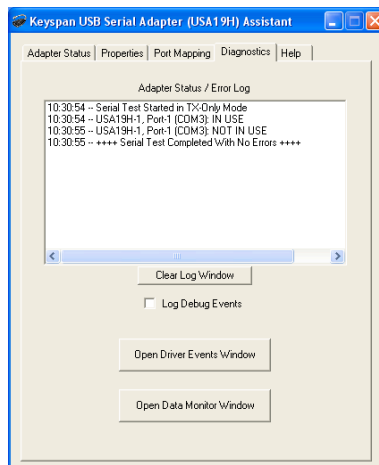 Keyspan USB Serial Adapter (USA19H) Assistant
Adapter Status Properties Port Mapping Diagnostics Help
Adapter Status / Error Log
10:30:54 -- Serial Test Started in TX-Only Mode
10:30:54 -- USA19H-1, Port-1 (COM3): IN USE
10:30:55 -- USA19H-1, Port-1 (COM3): NOT IN USE
10:30:55 -- ++++ Serial Test Completed With No Errors ++++
Clear Log Window
Log Debug Events
Open Driver Events Window
Open Data Monitor Window